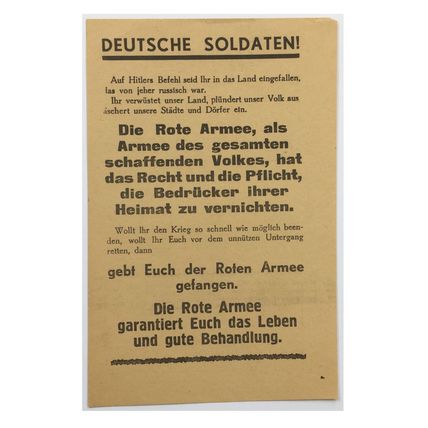 DEUTSCHE SOLDATEN!
Auf Hitlers Befehl seid Ihr in das Land eingefallen,
das von jeher russisch war.
Ihr verwüstet unser Land, plündert unser Volk aus
äschert unsere Städte und Dörfer ein.
Die Rote Armee, als
Armee des gesamten
schaffenden Volkes, hat
das Recht und die Pflicht,
die Bedrücker ihrer
Heimat zu vernichten.
Wollt Ihr den Krieg so schnell wie möglich been-
den, wollt Ihr Euch vor dem unnützen Untergang
retten, dann
gebt Euch der Roten Armee
gefangen.
Die Rote Armee
garantiert Euch das Leben
und gute Behandlung.